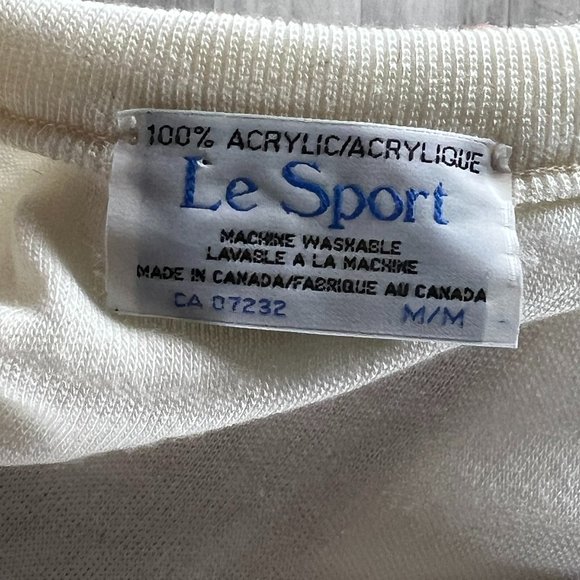 100% ACRYLIC/ACRYLIQUE
Le Sport
MACHINE WASHABLE
LAVABLE A LA MACHINE
MADE IN CANADA/FABRIQUE AU CANADA
CA 07232 M/M